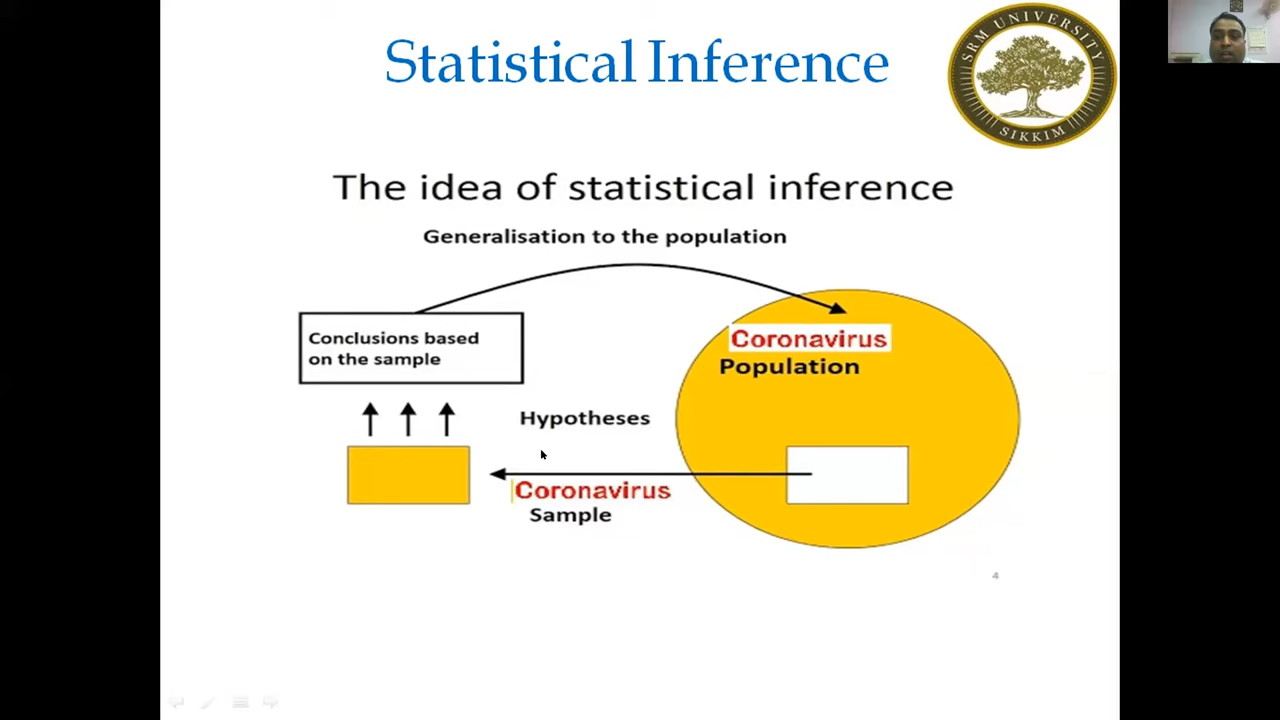 Statistical Inference
SRM UNIVERSITY
SIKKIM
The idea of statistical inference
Generalisation to the population
Conclusions based
on the sample
Coronavirus
Population
Hypotheses
Coronavirus
Sample
4